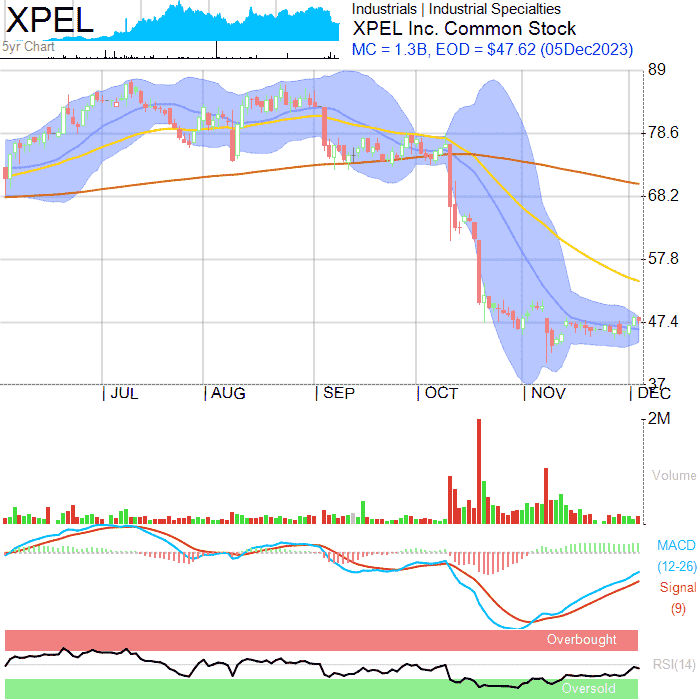 XPEL
Industrials | Industrial Specialties
XPEL Inc. Common Stock
5yr Chart
MC = 1.3B, EOD = $47.62 (05Dec2023)
89
78.6
68.2
57.8
47.4
37
JUL AUG SEP OCT NOV DEC
2M
Volume
MACD
(12-26)
Signal
(9)
Overbought
RSI(14)
Oversold